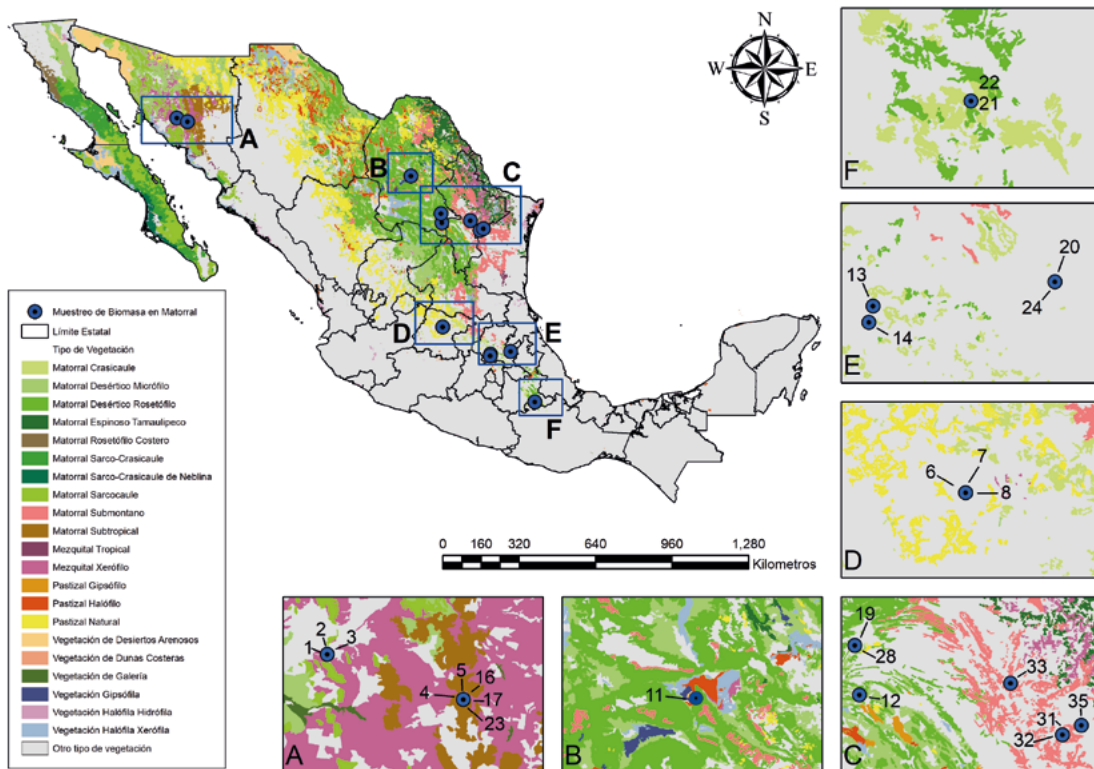 N
W E
S
A
B
C
D
E
F
22
21
F
13
14
20
24
E
6
7
8
D
Muestreo de Biomasa en Matorral
Límite Estatal
Tipo de Vegetación
Matorral Crasicaule
Matorral Desértico Micrófilo
Matorral Desértico Rosetófilo
Matorral Espinoso Tamaulipeco
Matorral Rosetófilo Costero
Matorral Sarco-Crasicaule
Matorral Sarco-Crasicaule de Neblina
Matorral Sarcocaule
Matorral Submontano
Matorral Subtropical
Mezquital Tropical
Mezquital Xerófilo
Pastizal Gipsófilo
Pastizal Halófilo
Pastizal Natural
Vegetación de Desiertos Arenosos
Vegetación de Dunas Costeras
Vegetación de Galería
Vegetación Gipsófila
Vegetación Halófila Hidrófila
Vegetación Halófila Xerófila
Otro tipo de vegetación
0 160 320 640 960 1,280
Kilometros
2
1 3
5
4 16
17
23
A
11
B
19
28
12
33
35
31
32
C